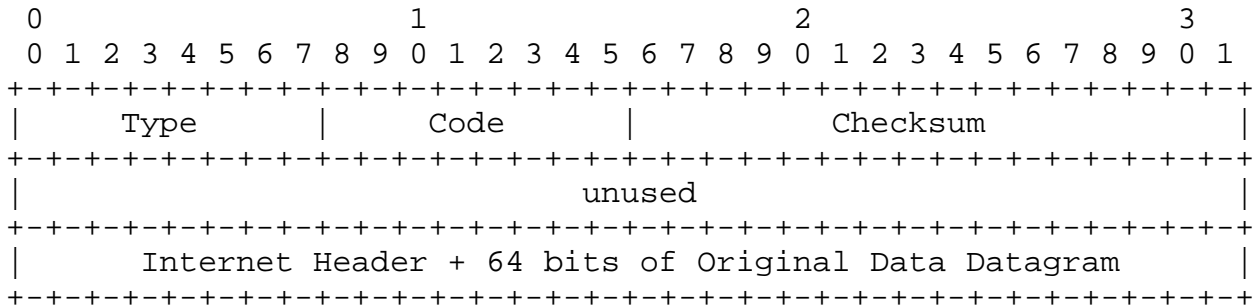 0                   1                   2                   3
0 1 2 3 4 5 6 7 8 9 0 1 2 3 4 5 6 7 8 9 0 1 2 3 4 5 6 7 8 9 0 1
+-+-+-+-+-+-+-+-+-+-+-+-+-+-+-+-+-+-+-+-+-+-+-+-+-+-+-+-+-+-+-+-+
|     Type      |     Code      |          Checksum             |
+-+-+-+-+-+-+-+-+-+-+-+-+-+-+-+-+-+-+-+-+-+-+-+-+-+-+-+-+-+-+-+-+
|                             unused                            |
+-+-+-+-+-+-+-+-+-+-+-+-+-+-+-+-+-+-+-+-+-+-+-+-+-+-+-+-+-+-+-+-+
|      Internet Header + 64 bits of Original Data Datagram      |
+-+-+-+-+-+-+-+-+-+-+-+-+-+-+-+-+-+-+-+-+-+-+-+-+-+-+-+-+-+-+-+-+